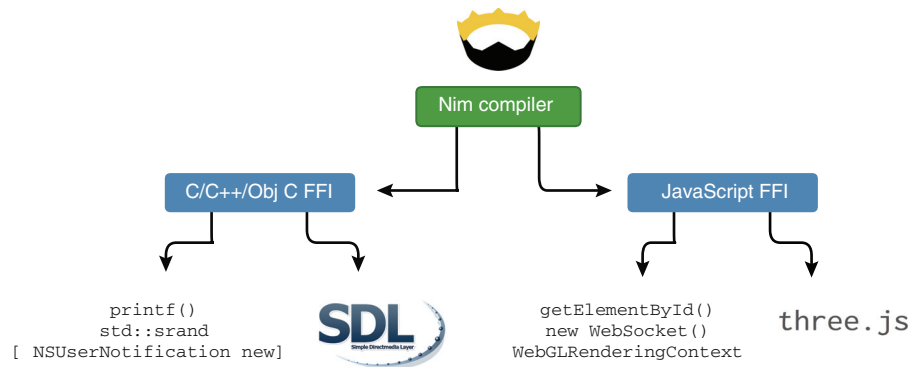 Nim compiler
C/C++/Obj C FFI
JavaScript FFI
printf()
std::srand
[ NSUserNotification new]
SDL
Simple Directmedia Layer
getElementById()
new WebSocket()
WebGLRenderingContext
three.js